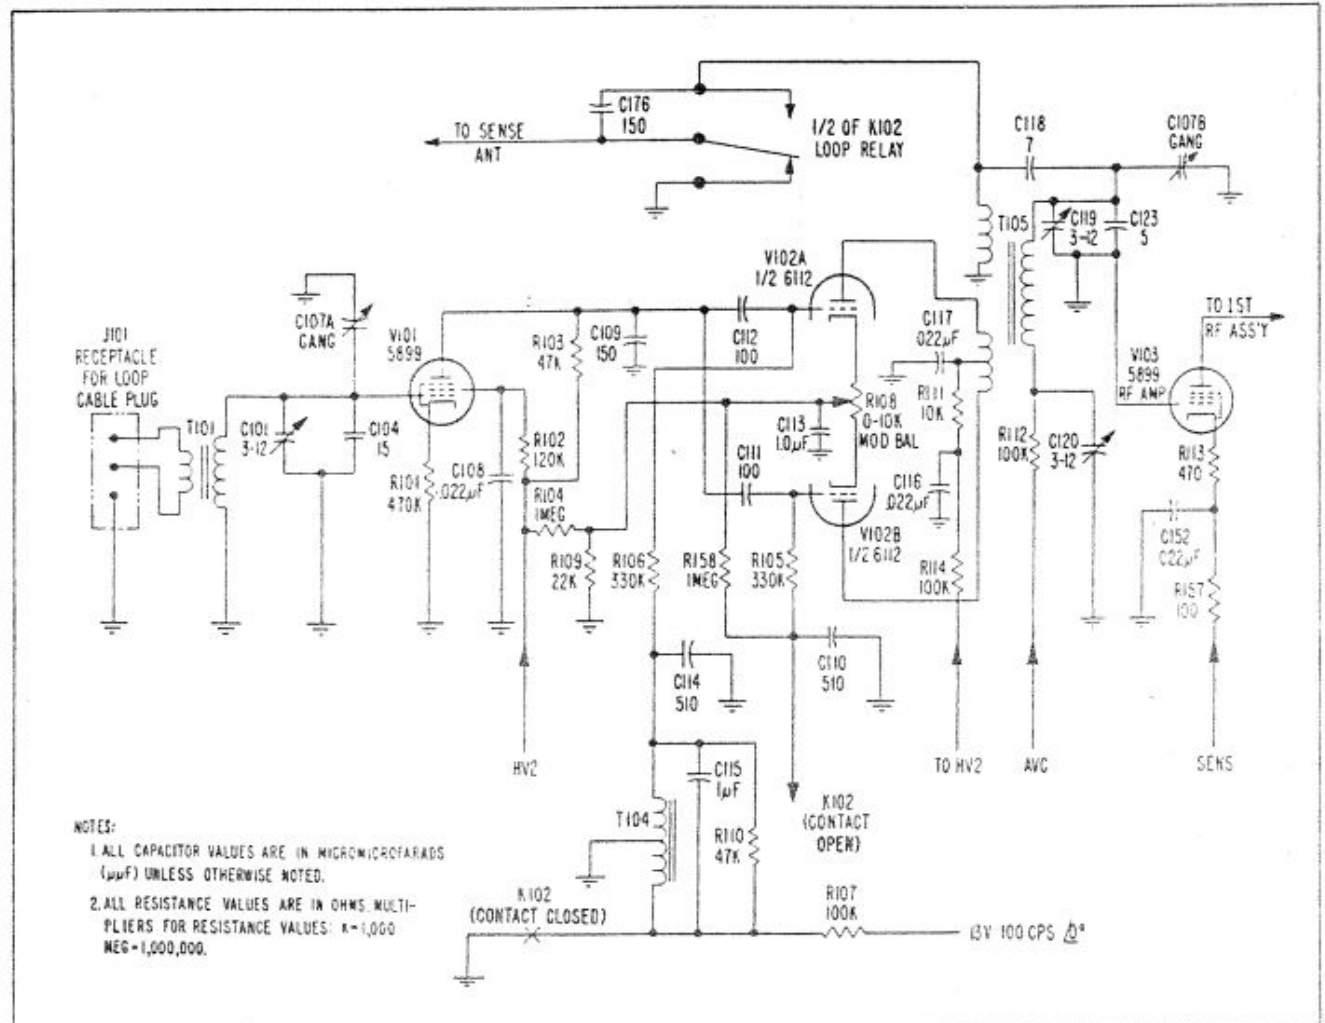 C176
150
1/2 OF K102
LOOP RELAY
TO SENSE
ANT
C118
7
C107B
GANG
T105
C119
3-12
C123
5
V102A
1/2 6112
J101
RECEPTACLE
FOR LOOP
CABLE PLUG
C107A
GANG
V101
5899
R103
47K
C109
150
C112
100
C117
.022µF
TO 1ST
RF ASS'Y
V103
5899
RF AMP
T101
C101
3-12
C104
15
R101
470K
C108
.022µF
R102
120K
R104
1MEG
C111
100
C113
1.0µF
R108
0-10K
MOD BAL
R111
10K
R112
100K
C120
3-12
R113
470
C116
.022µF
V102B
1/2 6112
R109
22K
R106
330K
R158
1MEG
R105
330K
R114
100K
C152
.022µF
R157
100
C114
510
C110
510
HV2
TO HV2
AVC
SENS
C115
1µF
T104
R110
47K
K102
(CONTACT
OPEN)
K102
(CONTACT CLOSED)
R107
100K
13V 100 CPS
NOTES:
1. ALL CAPACITOR VALUES ARE IN MICROMICROFARADS
(µµF) UNLESS OTHERWISE NOTED.
2. ALL RESISTANCE VALUES ARE IN OHMS. MULTI-
PLIERS FOR RESISTANCE VALUES: K=1,000
MEG=1,000,000.